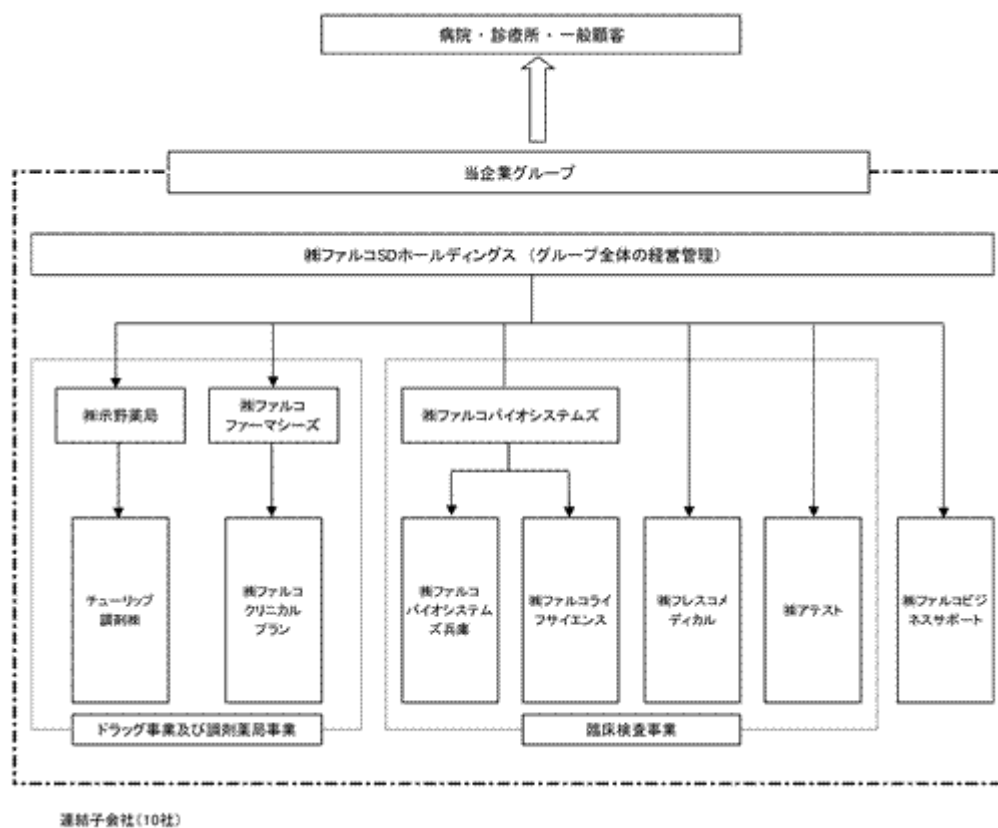 病院・診療所・一般顧客
当企業グループ
㈱ファルコSDホールディングス (グループ全体の経営管理)
㈱示野薬局
㈱ファルコ
ファーマシーズ
㈱ファルコバイオシステムズ
チューリップ
調剤㈱
㈱ファルコ
クリニカル
プラン
㈱ファルコ
バイオシステム
ズ兵庫
㈱ファルコライ
フサイエンス
㈱フレスコメ
ディカル
㈱アテスト
㈱ファルコビジ
ネスサポート
ドラッグ事業及び調剤薬局事業
臨床検査事業
連結子会社(10社)